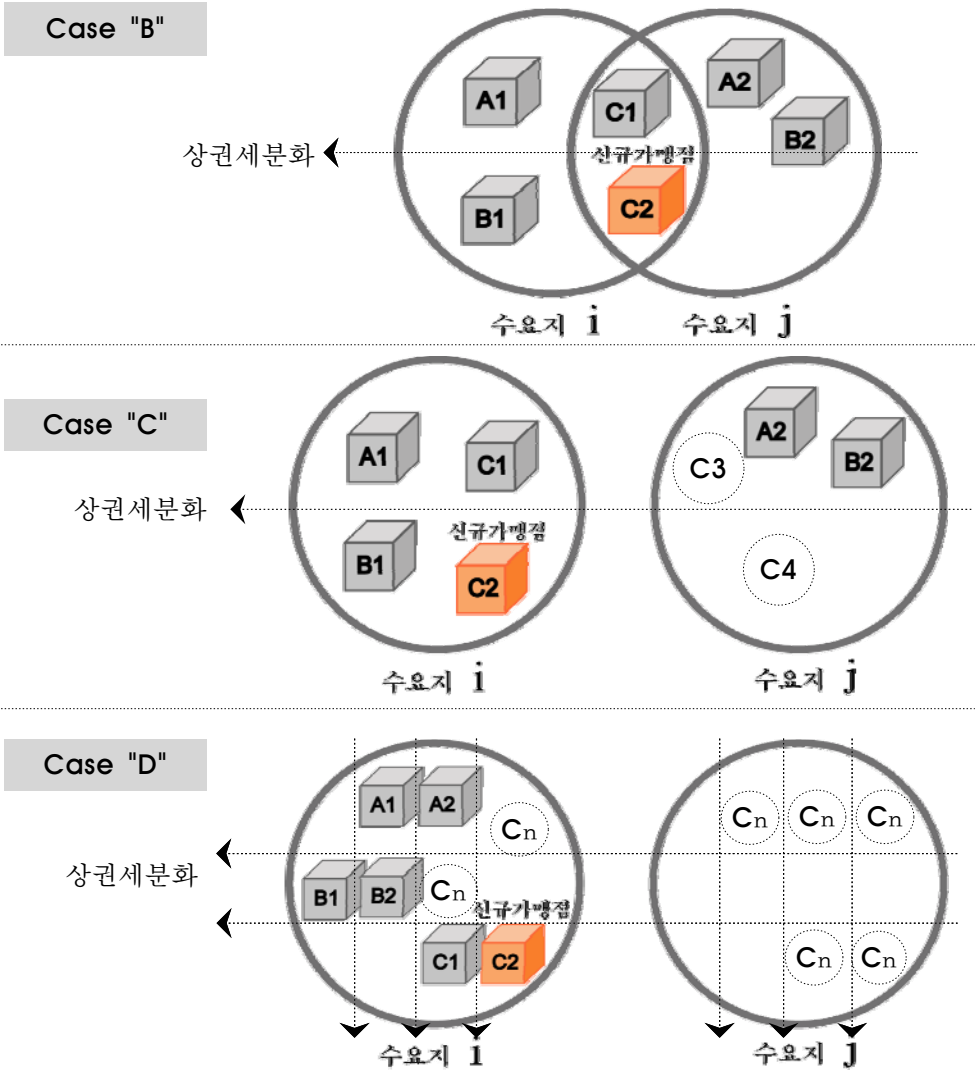 Case "B"
A1
C1
A2
B2
상권세분화
신규가맹점
B1
C2
수요지 i
수요지 j
Case "C"
A1
C1
A2
B2
C3
상권세분화
신규가맹점
B1
C2
C4
수요지 i
수요지 j
Case "D"
A1
A2
Cn
Cn
Cn
Cn
상권세분화
B1
B2
Cn
신규가맹점
C1
C2
Cn
Cn
수요지 i
수요지 j